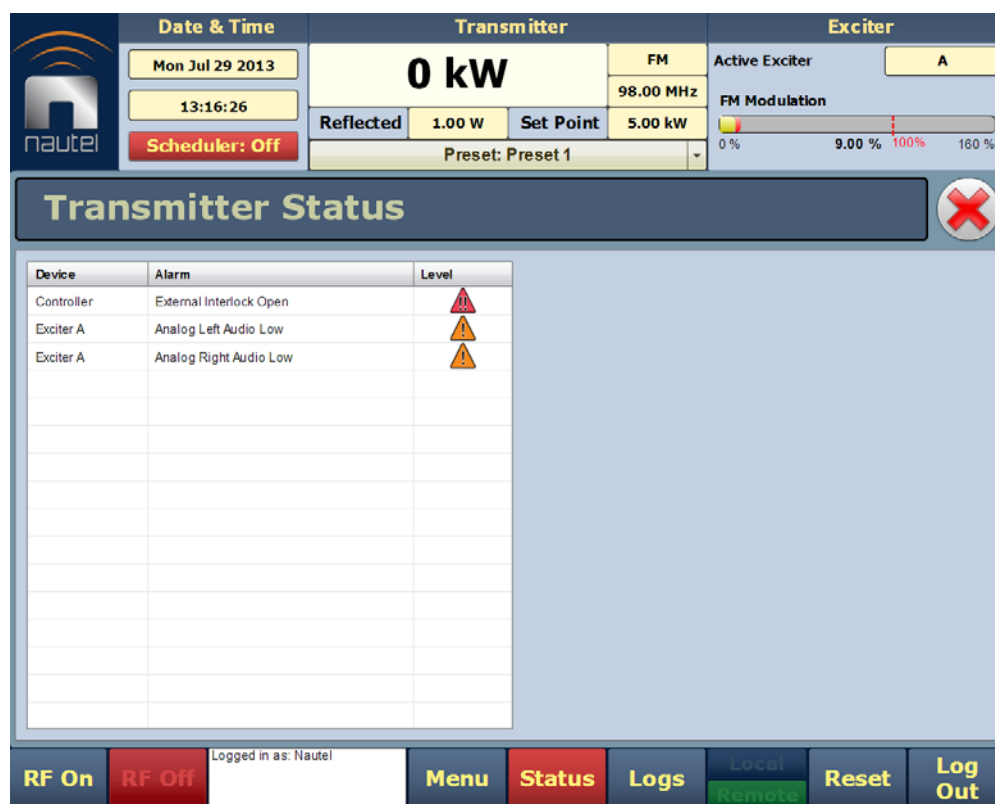 Date & Time
Transmitter
Exciter
Mon Jul 29 2013
0 kW
FM
Active Exciter
A
98.00 MHz
FM Modulation
13:16:26
Reflected
1.00 W
Set Point
5.00 kW
nautel
Scheduler: Off
Preset: Preset 1
0 %
9.00 %
100%
160 %
Transmitter Status
Device Alarm Level
Controller External Interlock Open
Exciter A Analog Left Audio Low
Exciter A Analog Right Audio Low
RF On
RF Off
Logged in as: Nautel
Menu
Status
Logs
Local
Remote
Reset
Log
Out